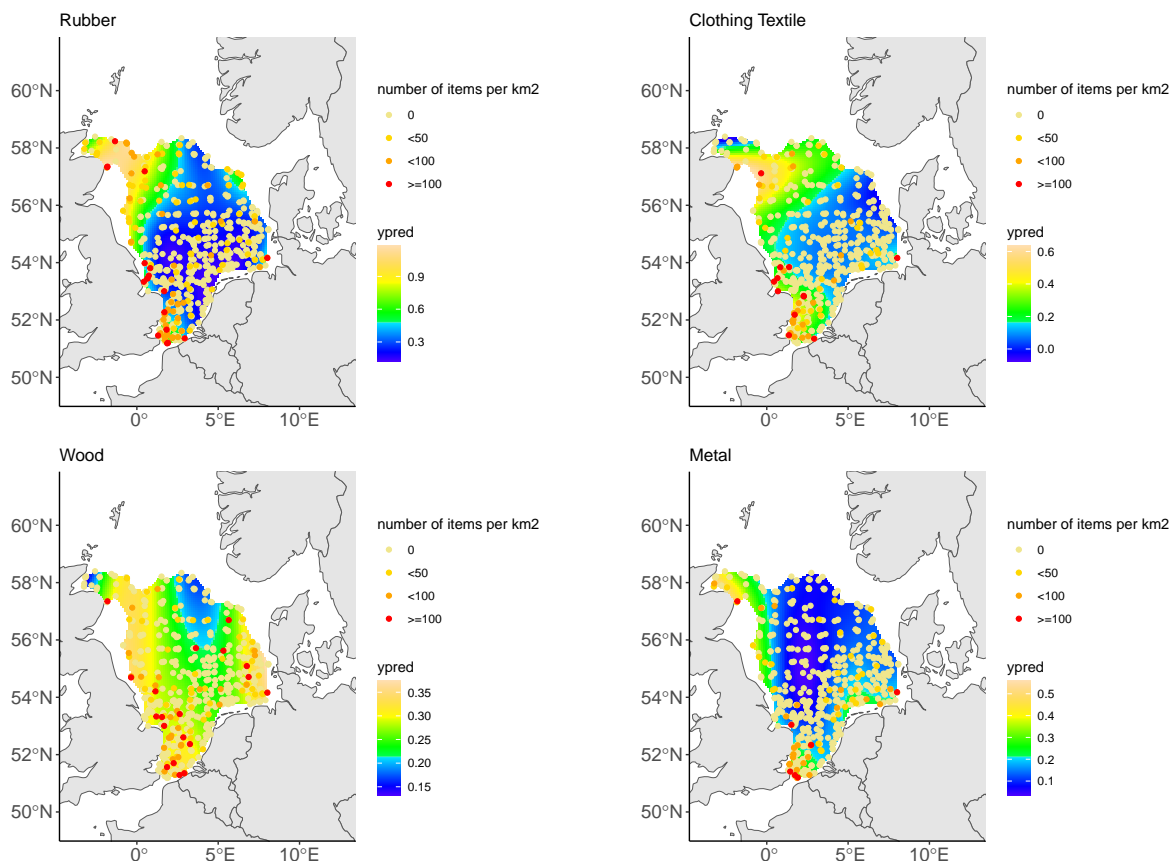 Rubber
60°N
58°N
56°N
54°N
52°N
50°N
0°
5°E
10°E
number of items per km2
0
<50
<100
>=100
ypred
0.9
0.6
0.3
Clothing Textile
60°N
58°N
56°N
54°N
52°N
50°N
0°
5°E
10°E
number of items per km2
0
<50
<100
>=100
ypred
0.6
0.4
0.2
0.0
Wood
60°N
58°N
56°N
54°N
52°N
50°N
0°
5°E
10°E
number of items per km2
0
<50
<100
>=100
ypred
0.35
0.30
0.25
0.20
0.15
Metal
60°N
58°N
56°N
54°N
52°N
50°N
0°
5°E
10°E
number of items per km2
0
<50
<100
>=100
ypred
0.5
0.4
0.3
0.2
0.1